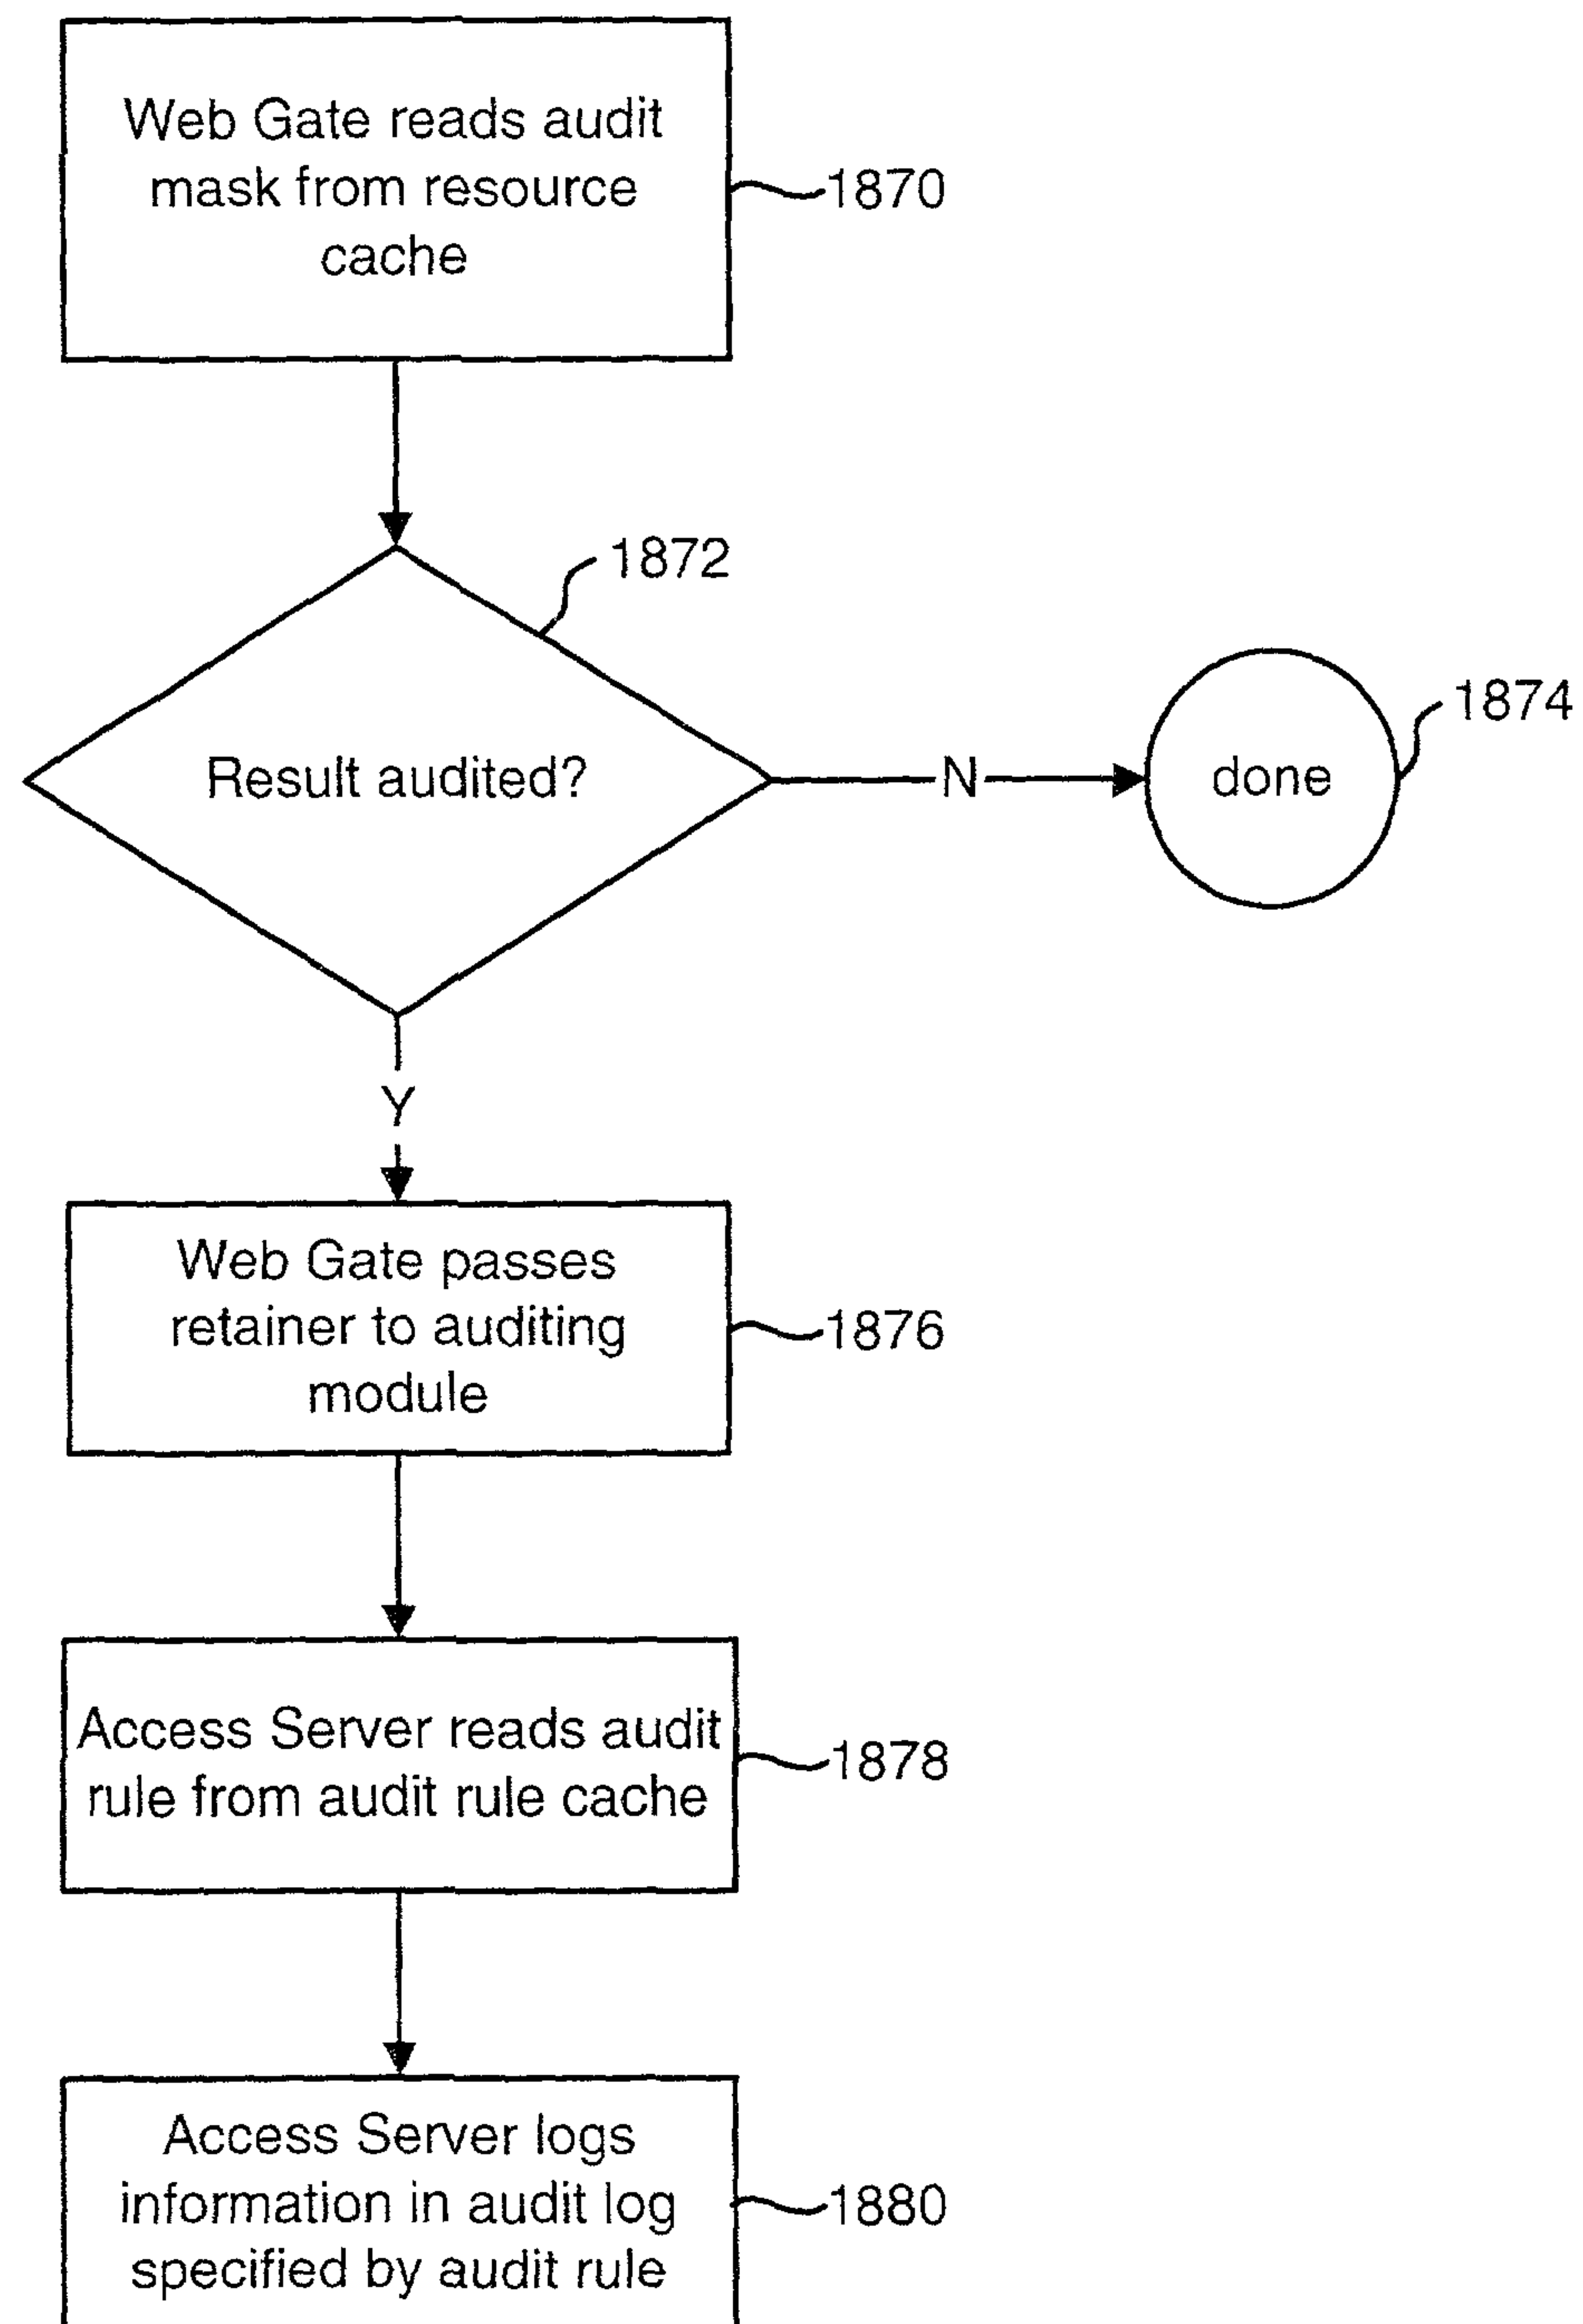 Web Gate reads audit
mask from resource
cache
1870
1872
Result audited?
N
done
1874
Y
Web Gate passes
retainer to auditing
module
1876
Access Server reads audit
rule from audit rule cache
1878
Access Server logs
information in audit log
specified by audit rule
1880